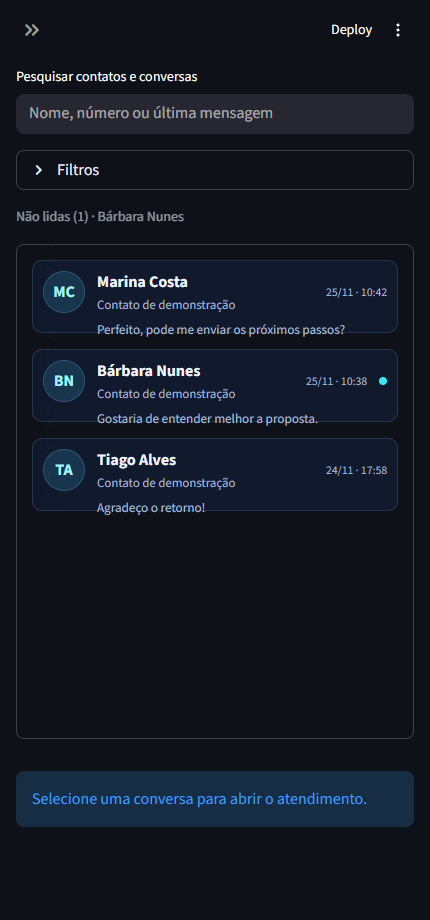 Deploy
Pesquisar contatos e conversas
Nome, número ou última mensagem
Filtros
Não lidas (1) · Bárbara Nunes
MC
Marina Costa
25/11 · 10:42
Contato de demonstração
Perfeito, pode me enviar os próximos passos?
BN
Bárbara Nunes
25/11 · 10:38
Contato de demonstração
Gostaria de entender melhor a proposta.
TA
Tiago Alves
24/11 · 17:58
Contato de demonstração
Agradeço o retorno!
Selecione uma conversa para abrir o atendimento.